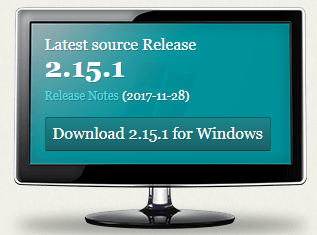 Latest source Release
2.15.1
Release Notes (2017-11-28)
Download 2.15.1 for Windows